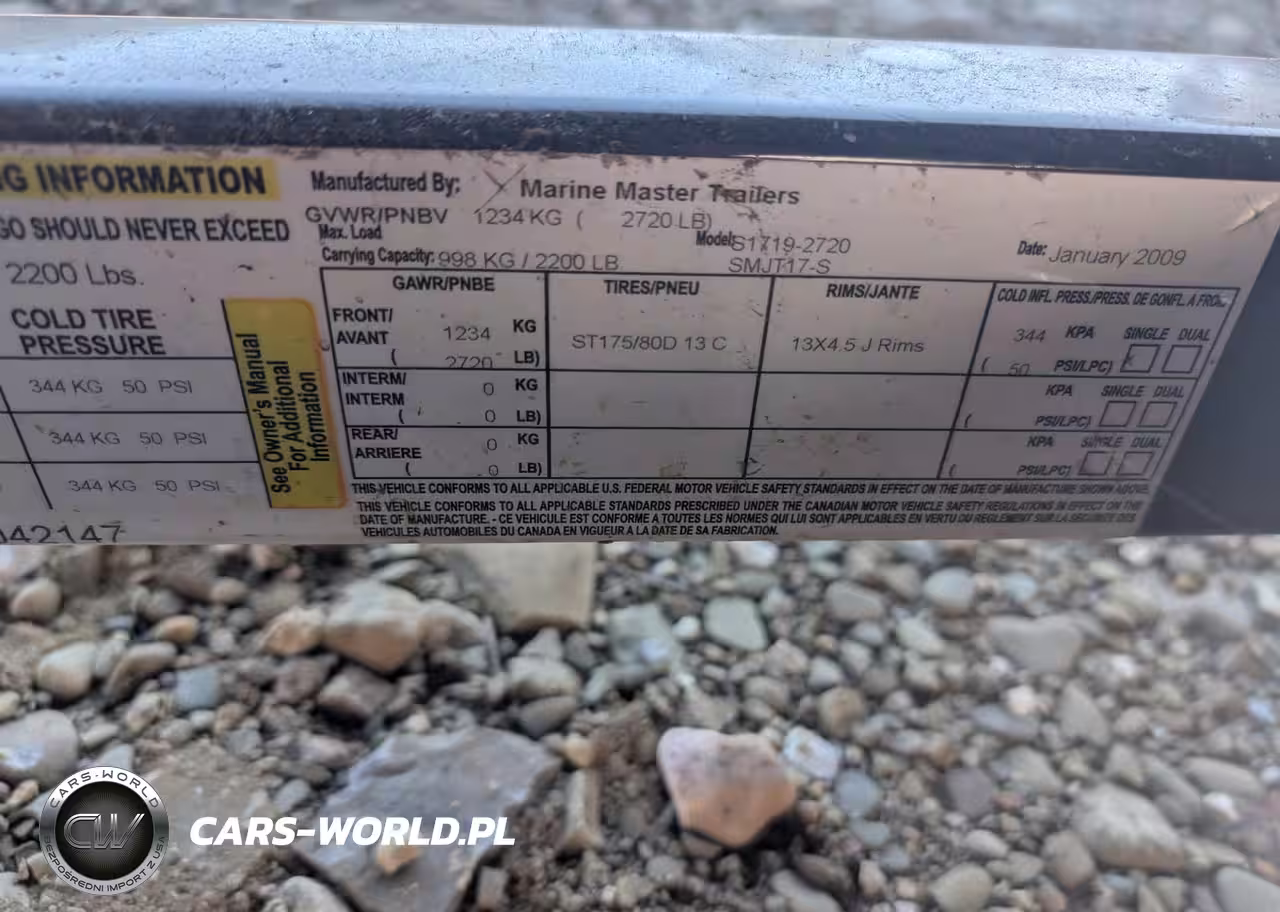 G INFORMATION
GO SHOULD NEVER EXCEED
2200 Lbs.
COLD TIRE
PRESSURE
344 KG 50 PSI
344 KG 50 PSI
344 KG 50 PSI
042147
See Owner's Manual
For Additional
Information
Manufactured By: Marine Master Trailers
GVWR/PNBV 1234 KG ( 2720 LB)
Max. Load
Carrying Capacity: 998 KG / 2200 LB
Model: S1719-2720
SMJT17-S
Date: January 2009
GAWR/PNBE TIRES/PNEU RIMS/JANTE COLD INFL. PRESS/PRESS. DE GONFL. A FROI
FRONT/
AVANT 1234 KG ST175/80D 13 C 13X4.5 J Rims 344 KPA SINGLE DUAL
( 2720 LB) ( 50 PSI/LPC)
INTERM/ 0 KG KPA SINGLE DUAL
INTERM
( 0 LB) ( PSI/LPC)
REAR/ 0 KG KPA SINGLE DUAL
ARRIERE
( 0 LB) ( PSI/LPC)
THIS VEHICLE CONFORMS TO ALL APPLICABLE U.S. FEDERAL MOTOR VEHICLE SAFETY STANDARDS IN EFFECT ON THE DATE OF MANUFACTURE SHOWN ABOVE.
THIS VEHICLE CONFORMS TO ALL APPLICABLE STANDARDS PRESCRIBED UNDER THE CANADIAN MOTOR VEHICLE SAFETY REGULATIONS IN EFFECT ON THE
DATE OF MANUFACTURE. - CE VEHICULE EST CONFORME A TOUTES LES NORMES QUI LUI SONT APPLICABLES EN VERTU DU REGLEMENT SUR LA SECURITE DES
VEHICULES AUTOMOBILES DU CANADA EN VIGUEUR A LA DATE DE SA FABRICATION.
CARS-WORLD
CW
BEZPOŚREDNI IMPORT Z USA
CARS-WORLD.PL